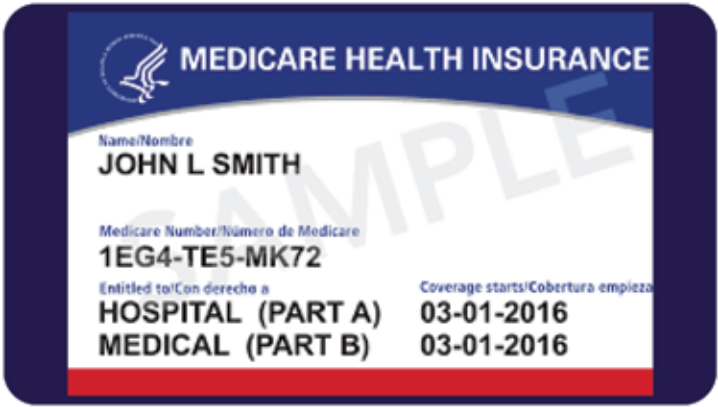 MEDICARE HEALTH INSURANCE
Name/Nombre
JOHN L SMITH
Medicare Number/Número de Medicare
1EG4-TE5-MK72
Entitled to/Con derecho a Coverage starts/Cobertura empieza
HOSPITAL (PART A) 03-01-2016
MEDICAL (PART B) 03-01-2016
SAMPLE